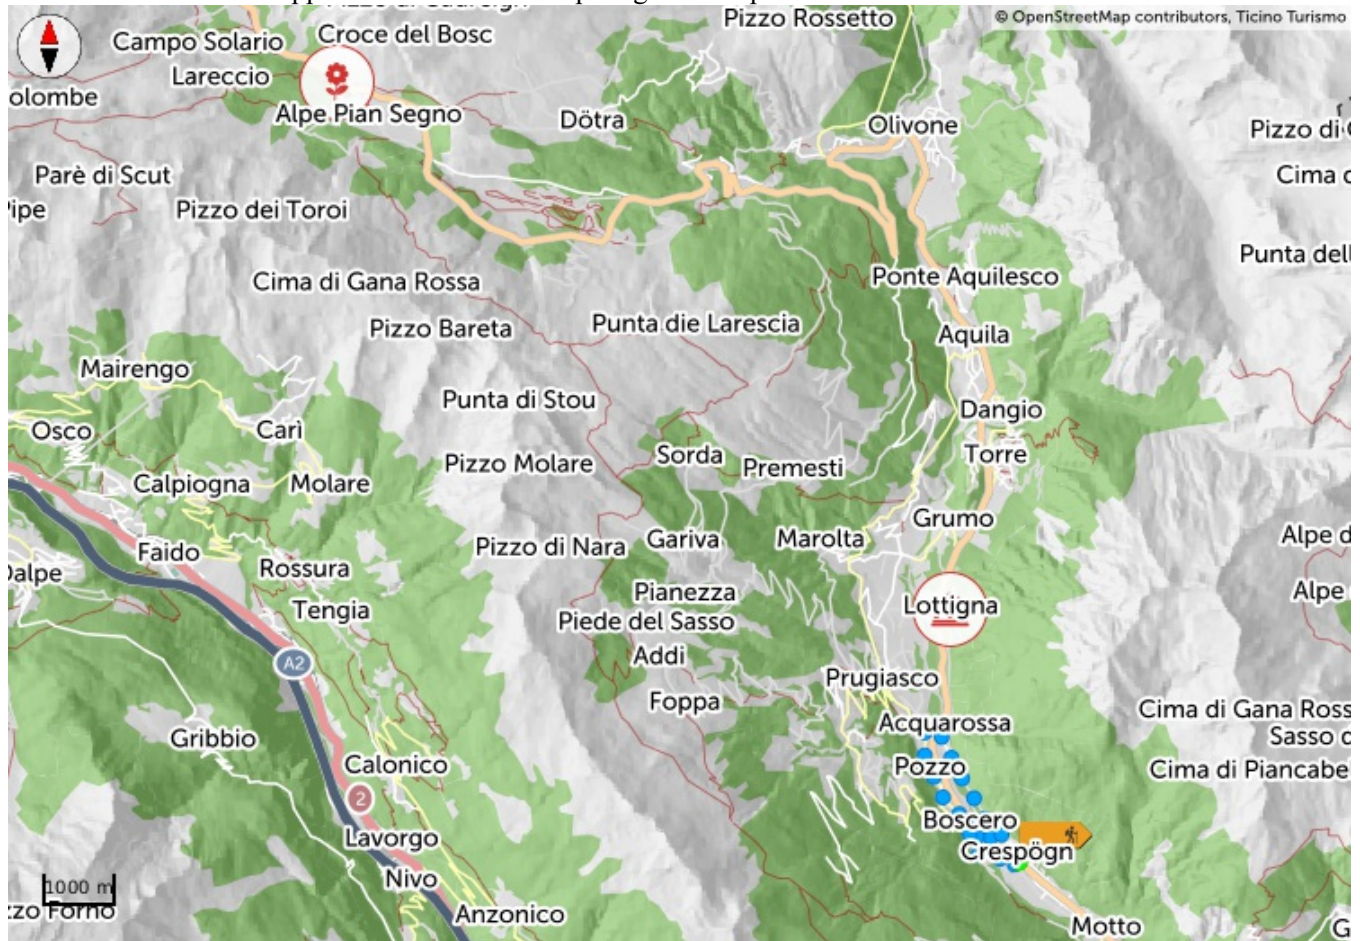 Pizzo Rossetto
© OpenStreetMap contributors, Ticino Turismo
Campo Solario
Croce del Bosc
Lareccio
olombe
Alpe Pian Segno
Dötra
Olivone
Pizzo di
Parè di Scut
Cima
Pizzo dei Toroi
Punta dell
Cima di Gana Rossa
Ponte Aquilesco
Pizzo Bareta
Punta die Larescia
Aquila
Mairengo
Punta di Stou
Dangio
Osco
Carì
Sorda
Torre
Pizzo Molare
Premesti
Calpiogna
Molare
Grumo
Alpe d
Faido
Pizzo di Nara
Gariva
Marolta
Dalpe
Rossura
Pianezza
Alpe
Tengia
Lottigna
Piede del Sasso
Addi
A2
Prugiasco
Foppa
Cima di Gana Ross
Acquarossa
Gribbio
Sasso d
Calonico
Pozzo
Cima di Piancabe
2
Boscero
Lavorgo
Crespögn
Nivo
1000 m
zzo Forno
Anzonico
Motto
G